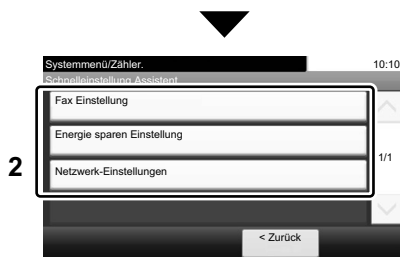 Systemmenü/Zähler.
10:10
Schnelleinstellung Assistent
Fax Einstellung
Energie sparen Einstellung
1/1
2
Netzwerk-Einstellungen
< Zurück